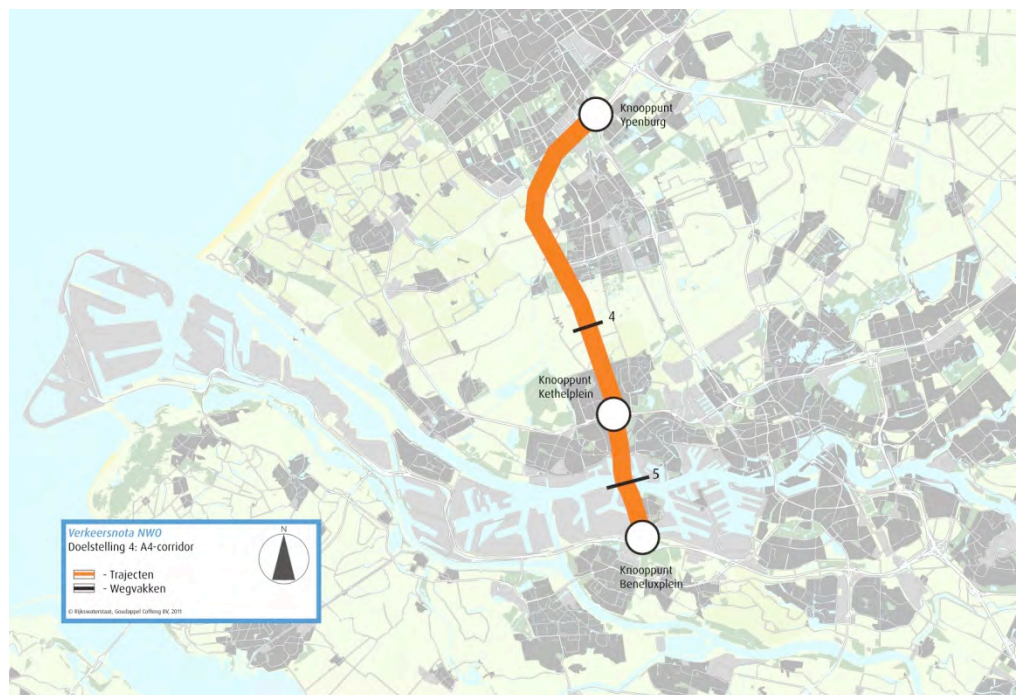 Knooppunt
Ypenburg
4
Knooppunt
Kethelplein
5
Knooppunt
Beneluxplein
Verkeersnota NWO
Doelstelling 4: A4-corridor
N
- Trajecten
- Wegvakken
© Rijkswaterstaat, Goudappel Coffeng BV, 2011